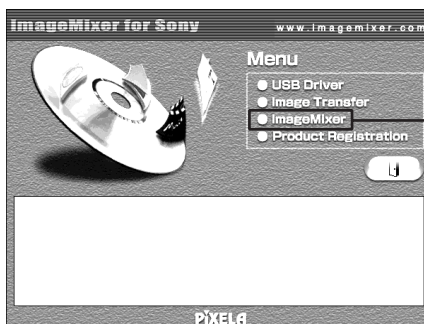 ImageMixer for Sony
www.imagemixer.com
Menu
USB Driver
Image Transfer
ImageMixer
Product Registration
PIXELA